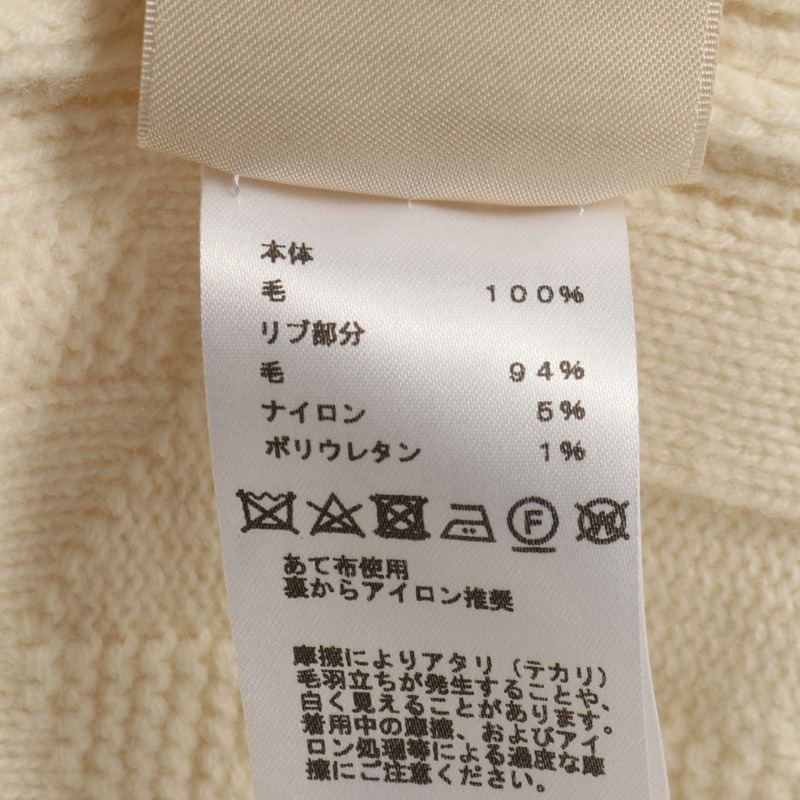 本体
毛 100%
リブ部分
毛 94%
ナイロン 5%
ポリウレタン 1%
F W
あて布使用
裏からアイロン推奨
摩擦によりアタリ(テカリ)
毛羽立ちが発生することや、
白く見えることがあります。
着用中の摩擦、およびアイ
ロン処理等による過度な摩
擦にご注意ください。